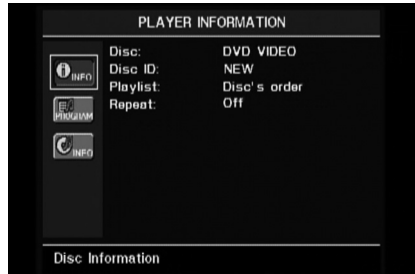 PLAYER INFORMATION
Disc: DVD VIDEO
Disc ID: NEW
Playlist: Disc's order
Repeat: Off
INFO
PROGRAM
INFO
Disc Information